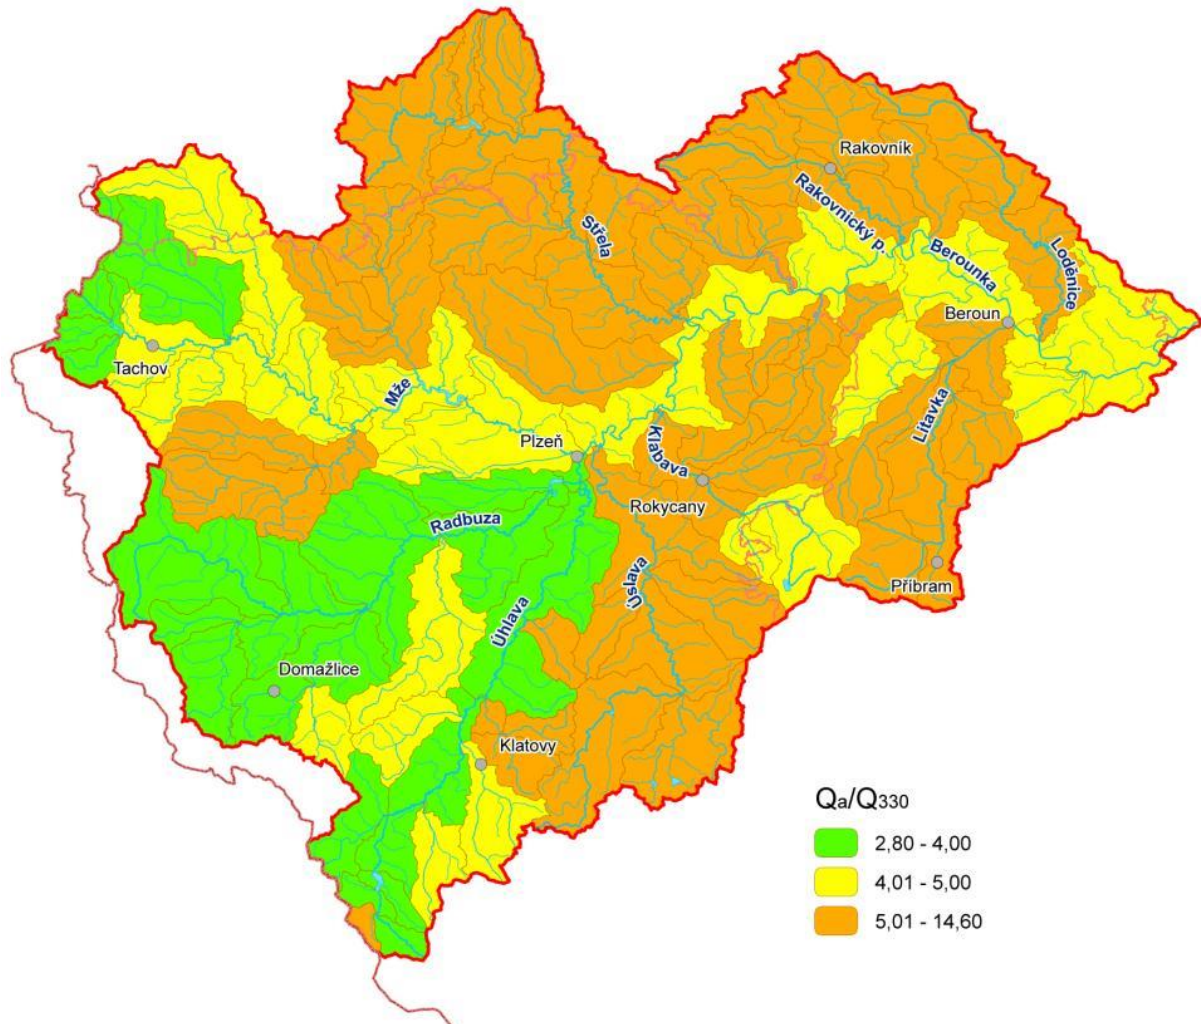 Rakovník
Rakovnický p.
Střela
Berounka
Loděnice
Beroun
Tachov
Mže
Litavka
Plzeň
Klabava
Rokycany
Radbuza
Úslava
Příbram
Úhlava
Domažlice
Klatovy
Qa/Q330
2,80 - 4,00
4,01 - 5,00
5,01 - 14,60